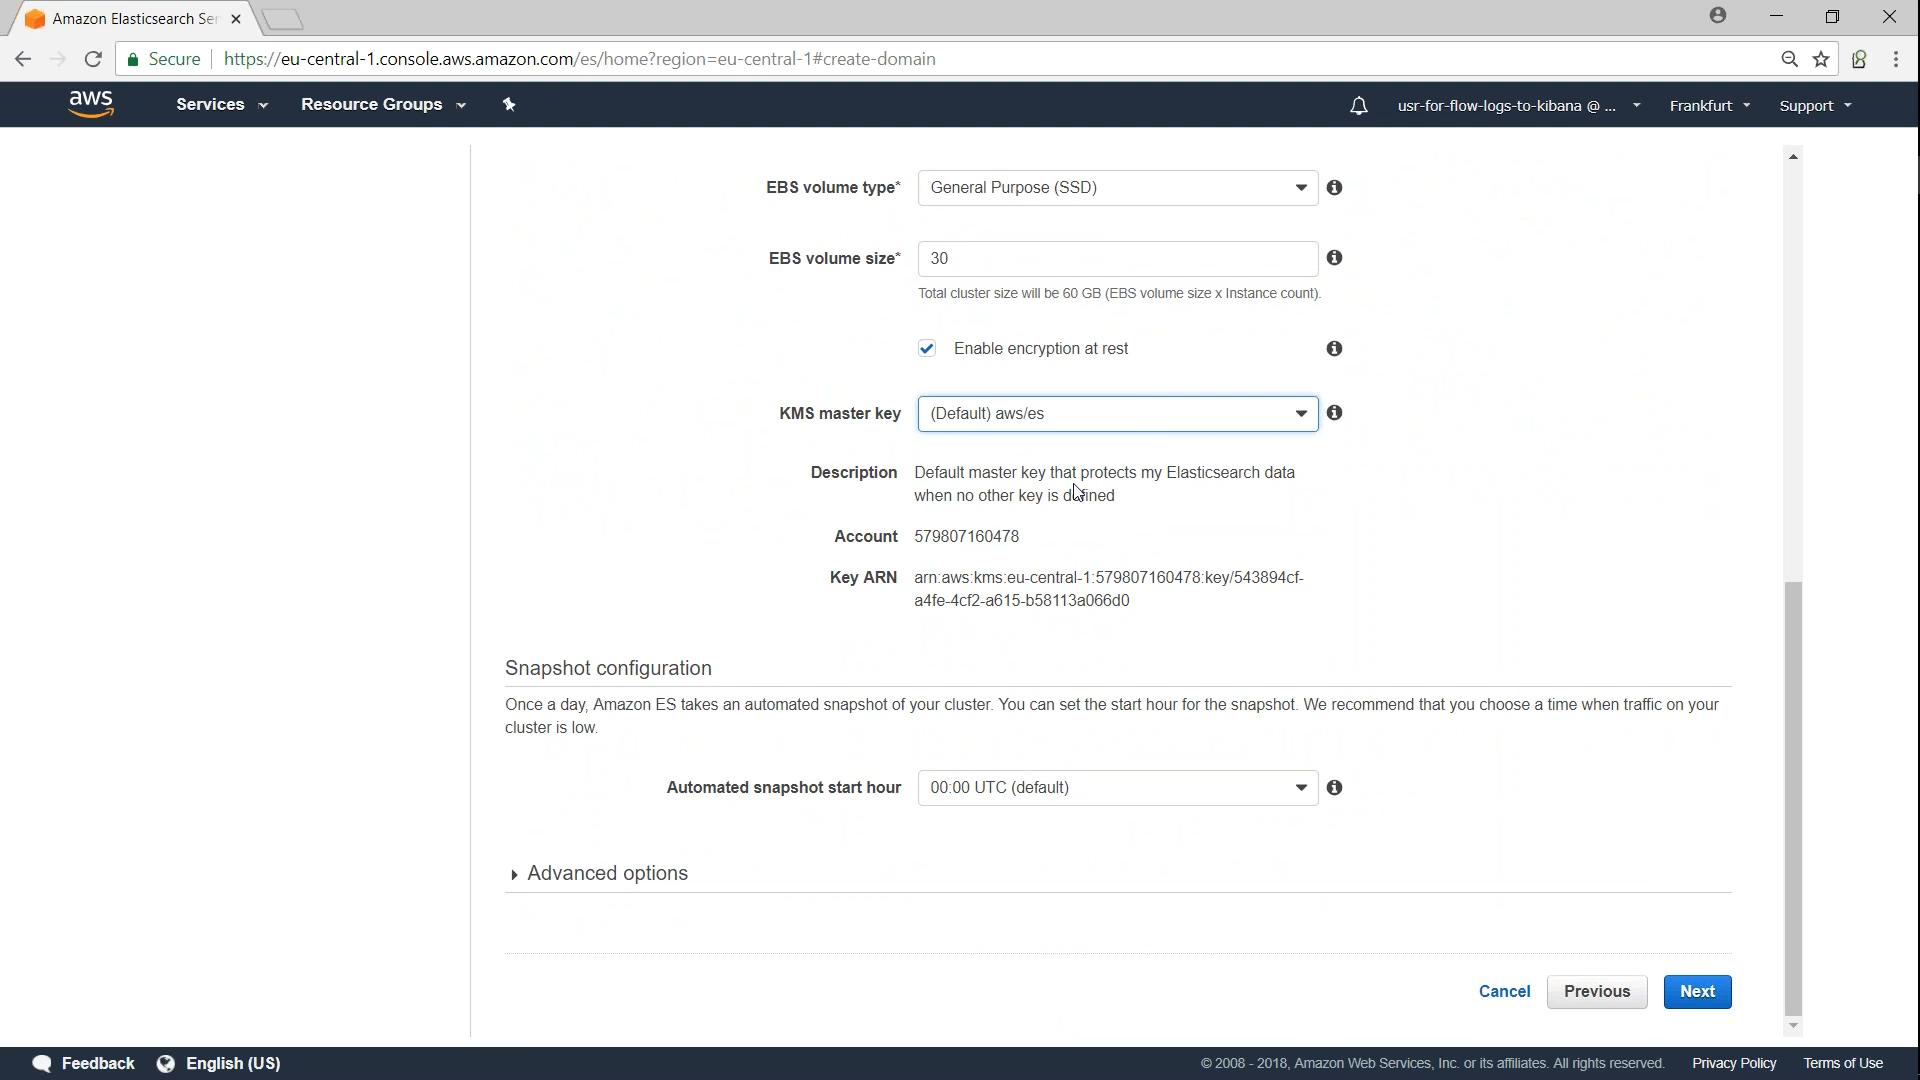 Amazon Elasticsearch Ser
Secure
https://eu-central-1.console.aws.amazon.com/es/home?region=eu-central-1#create-domain
aws
Services
Resource Groups
usr-for-flow-logs-to-kibana @ ...
Frankfurt
Support
EBS volume type*
General Purpose (SSD)
EBS volume size*
30
Total cluster size will be 60 GB (EBS volume size x Instance count).
Enable encryption at rest
KMS master key
(Default) aws/es
Description
Default master key that protects my Elasticsearch data
when no other key is defined
Account
579807160478
Key ARN
arn:aws:kms:eu-central-1:579807160478:key/543894cf-
a4fe-4cf2-a615-b58113a066d0
Snapshot configuration
Once a day, Amazon ES takes an automated snapshot of your cluster. You can set the start hour for the snapshot. We recommend that you choose a time when traffic on your
cluster is low.
Automated snapshot start hour
00:00 UTC (default)
Advanced options
Cancel
Previous
Next
Feedback
English (US)
© 2008 - 2018, Amazon Web Services, Inc. or its affiliates. All rights reserved.
Privacy Policy
Terms of Use